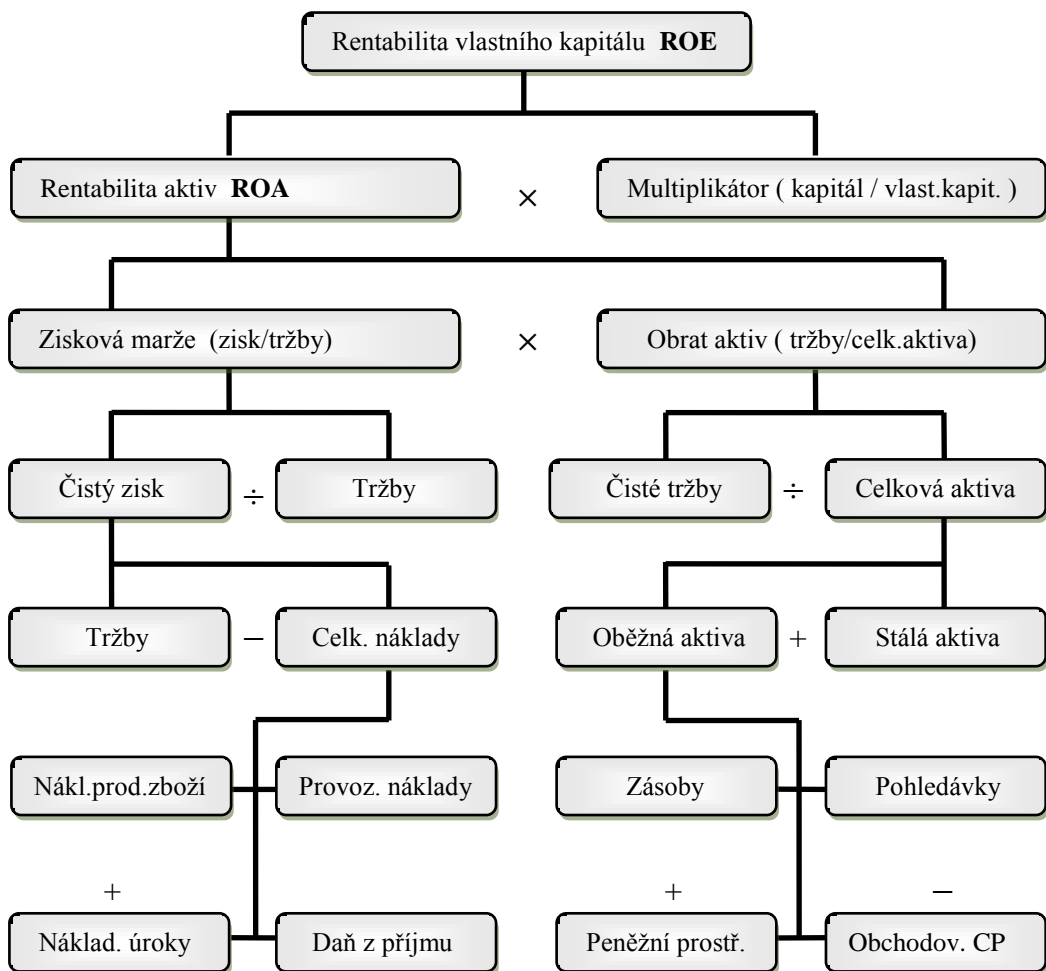 Rentabilita vlastního kapitálu ROE
Rentabilita aktiv ROA × Multiplikátor ( kapitál / vlast.kapit. )
Zisková marže (zisk/tržby) × Obrat aktiv ( tržby/celk.aktiva)
Čistý zisk ÷ Tržby Čisté tržby ÷ Celková aktiva
Tržby − Celk. náklady Oběžná aktiva + Stálá aktiva
Nákl.prod.zboží Provoz. náklady Zásoby Pohledávky
+ + −
Náklad. úroky Daň z příjmu Peněžní prostř. Obchodov. CP